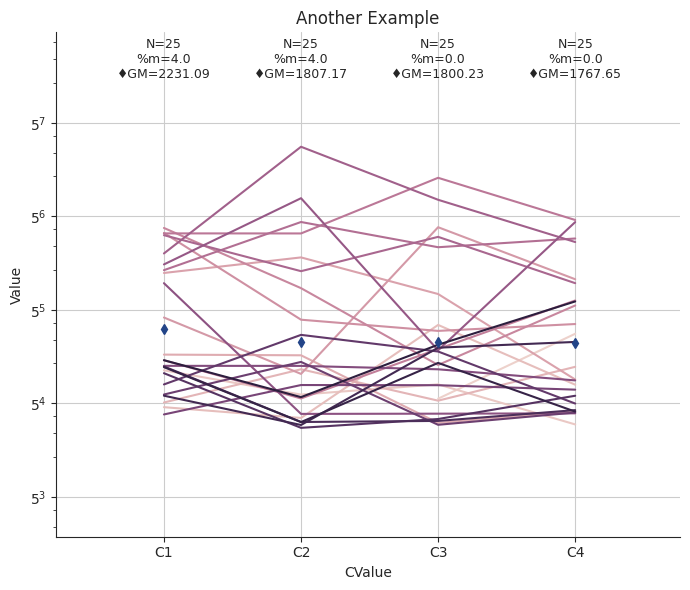 Another Example
N=25 N=25 N=25 N=25
%m=4.0 %m=4.0 %m=0.0 %m=0.0
♦GM=2231.09 ♦GM=1807.17 ♦GM=1800.23 ♦GM=1767.65
5⁷
5⁶
5⁵
5⁴
5³
Value
C1 C2 C3 C4
CValue